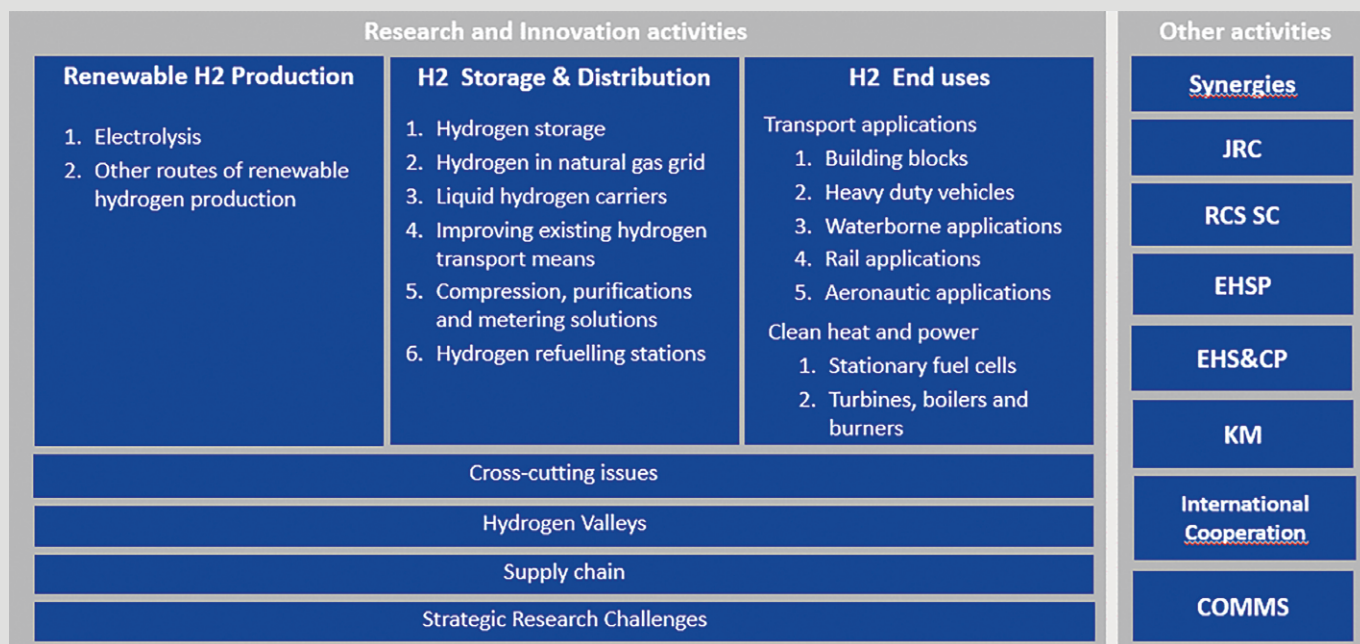 Research and Innovation activities
Renewable H2 Production
1. Electrolysis
2. Other routes of renewable
hydrogen production
H2 Storage & Distribution
1. Hydrogen storage
2. Hydrogen in natural gas grid
3. Liquid hydrogen carriers
4. Improving existing hydrogen
transport means
5. Compression, purifications
and metering solutions
6. Hydrogen refuelling stations
H2 End uses
Transport applications
1. Building blocks
2. Heavy duty vehicles
3. Waterborne applications
4. Rail applications
5. Aeronautic applications
Clean heat and power
1. Stationary fuel cells
2. Turbines, boilers and
burners
Cross-cutting issues
Hydrogen Valleys
Supply chain
Strategic Research Challenges
Other activities
Synergies
JRC
RCS SC
EHSP
EHS&CP
KM
International
Cooperation
COMMS